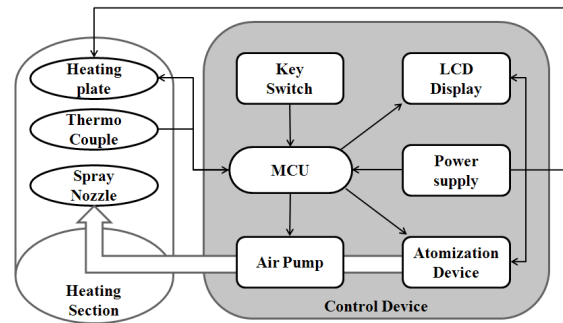 Heating
plate
Thermo
Couple
Spray
Nozzle
Heating
Section
Key
Switch
LCD
Display
MCU
Power
supply
Air Pump
Atomization
Device
Control Device